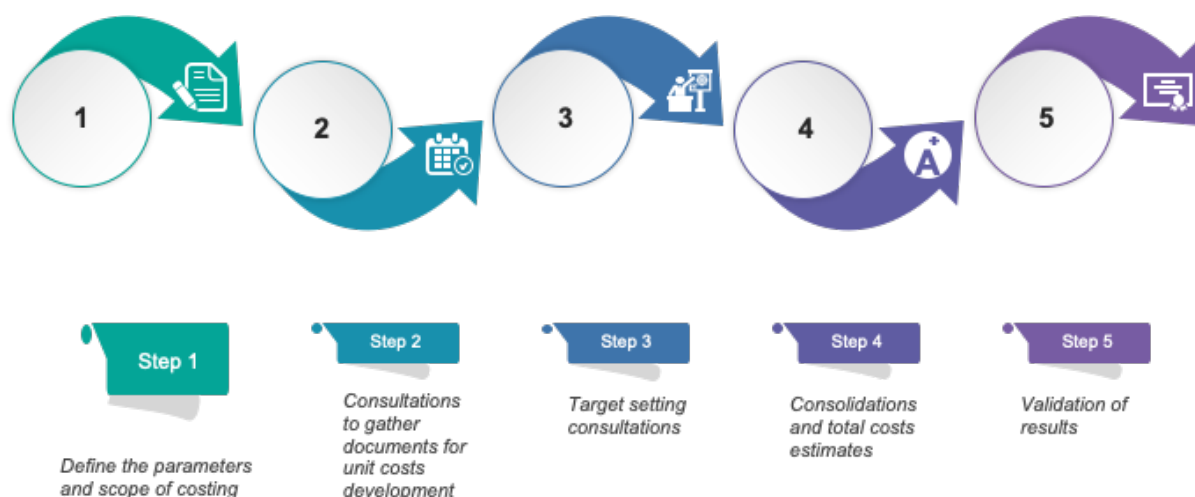 1
2
3
4
5
A+
Step 1
Step 2
Step 3
Step 4
Step 5
Define the parameters
and scope of costing
Consultations
to gather
documents for
unit costs
development
Target setting
consultations
Consolidations
and total costs
estimates
Validation of
results